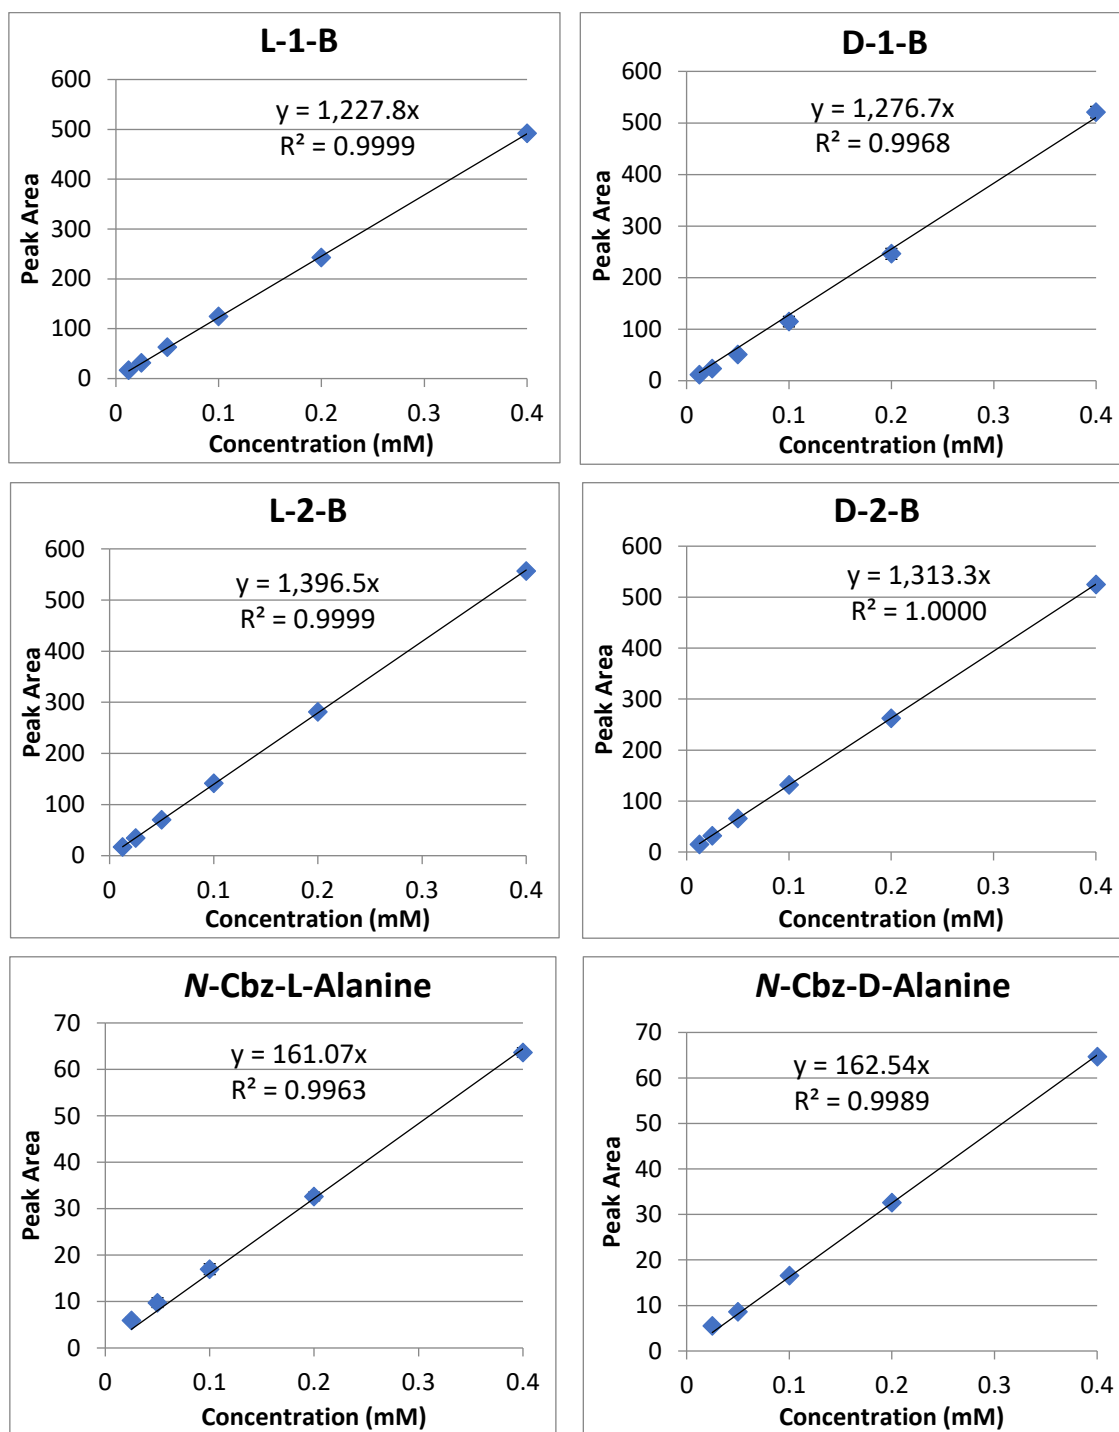 L-1-B
y = 1,227.8x
R² = 0.9999
600
500
400
300
200
100
0
Peak Area
0 0.1 0.2 0.3 0.4
Concentration (mM)
D-1-B
y = 1,276.7x
R² = 0.9968
600
500
400
300
200
100
0
Peak Area
0 0.1 0.2 0.3 0.4
Concentration (mM)
L-2-B
y = 1,396.5x
R² = 0.9999
600
500
400
300
200
100
0
Peak Area
0 0.1 0.2 0.3 0.4
Concentration (mM)
D-2-B
y = 1,313.3x
R² = 1.0000
600
500
400
300
200
100
0
Peak Area
0 0.1 0.2 0.3 0.4
Concentration (mM)
N-Cbz-L-Alanine
y = 161.07x
R² = 0.9963
70
60
50
40
30
20
10
0
Peak Area
0 0.1 0.2 0.3 0.4
Concentration (mM)
N-Cbz-D-Alanine
y = 162.54x
R² = 0.9989
70
60
50
40
30
20
10
0
Peak Area
0 0.1 0.2 0.3 0.4
Concentration (mM)